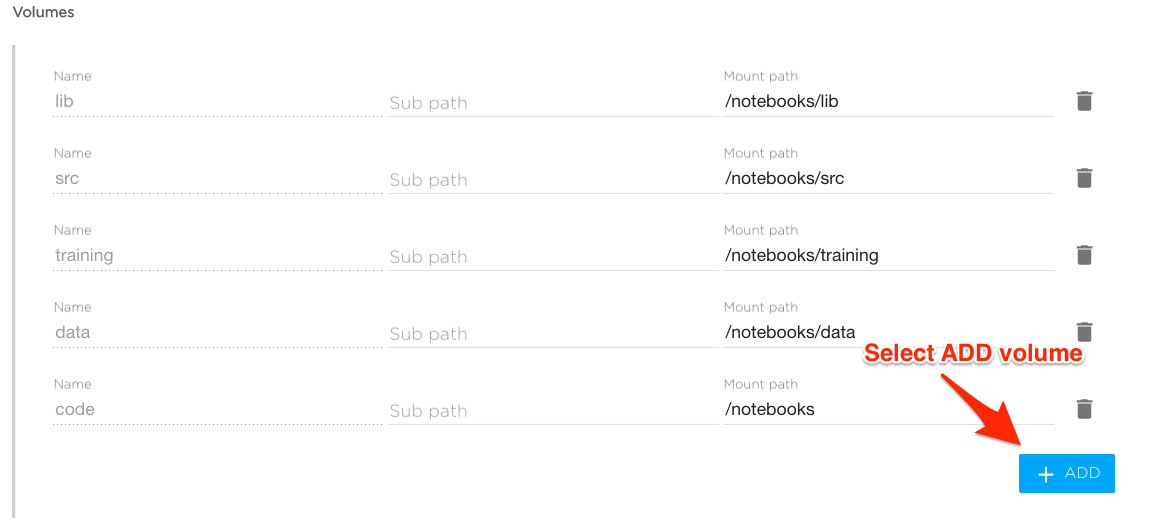 Volumes
Name Mount path
lib Sub path /notebooks/lib
Name Mount path
src Sub path /notebooks/src
Name Mount path
training Sub path /notebooks/training
Name Mount path
data Sub path /notebooks/data
Select ADD volume
Name Mount path
code Sub path /notebooks
+ ADD